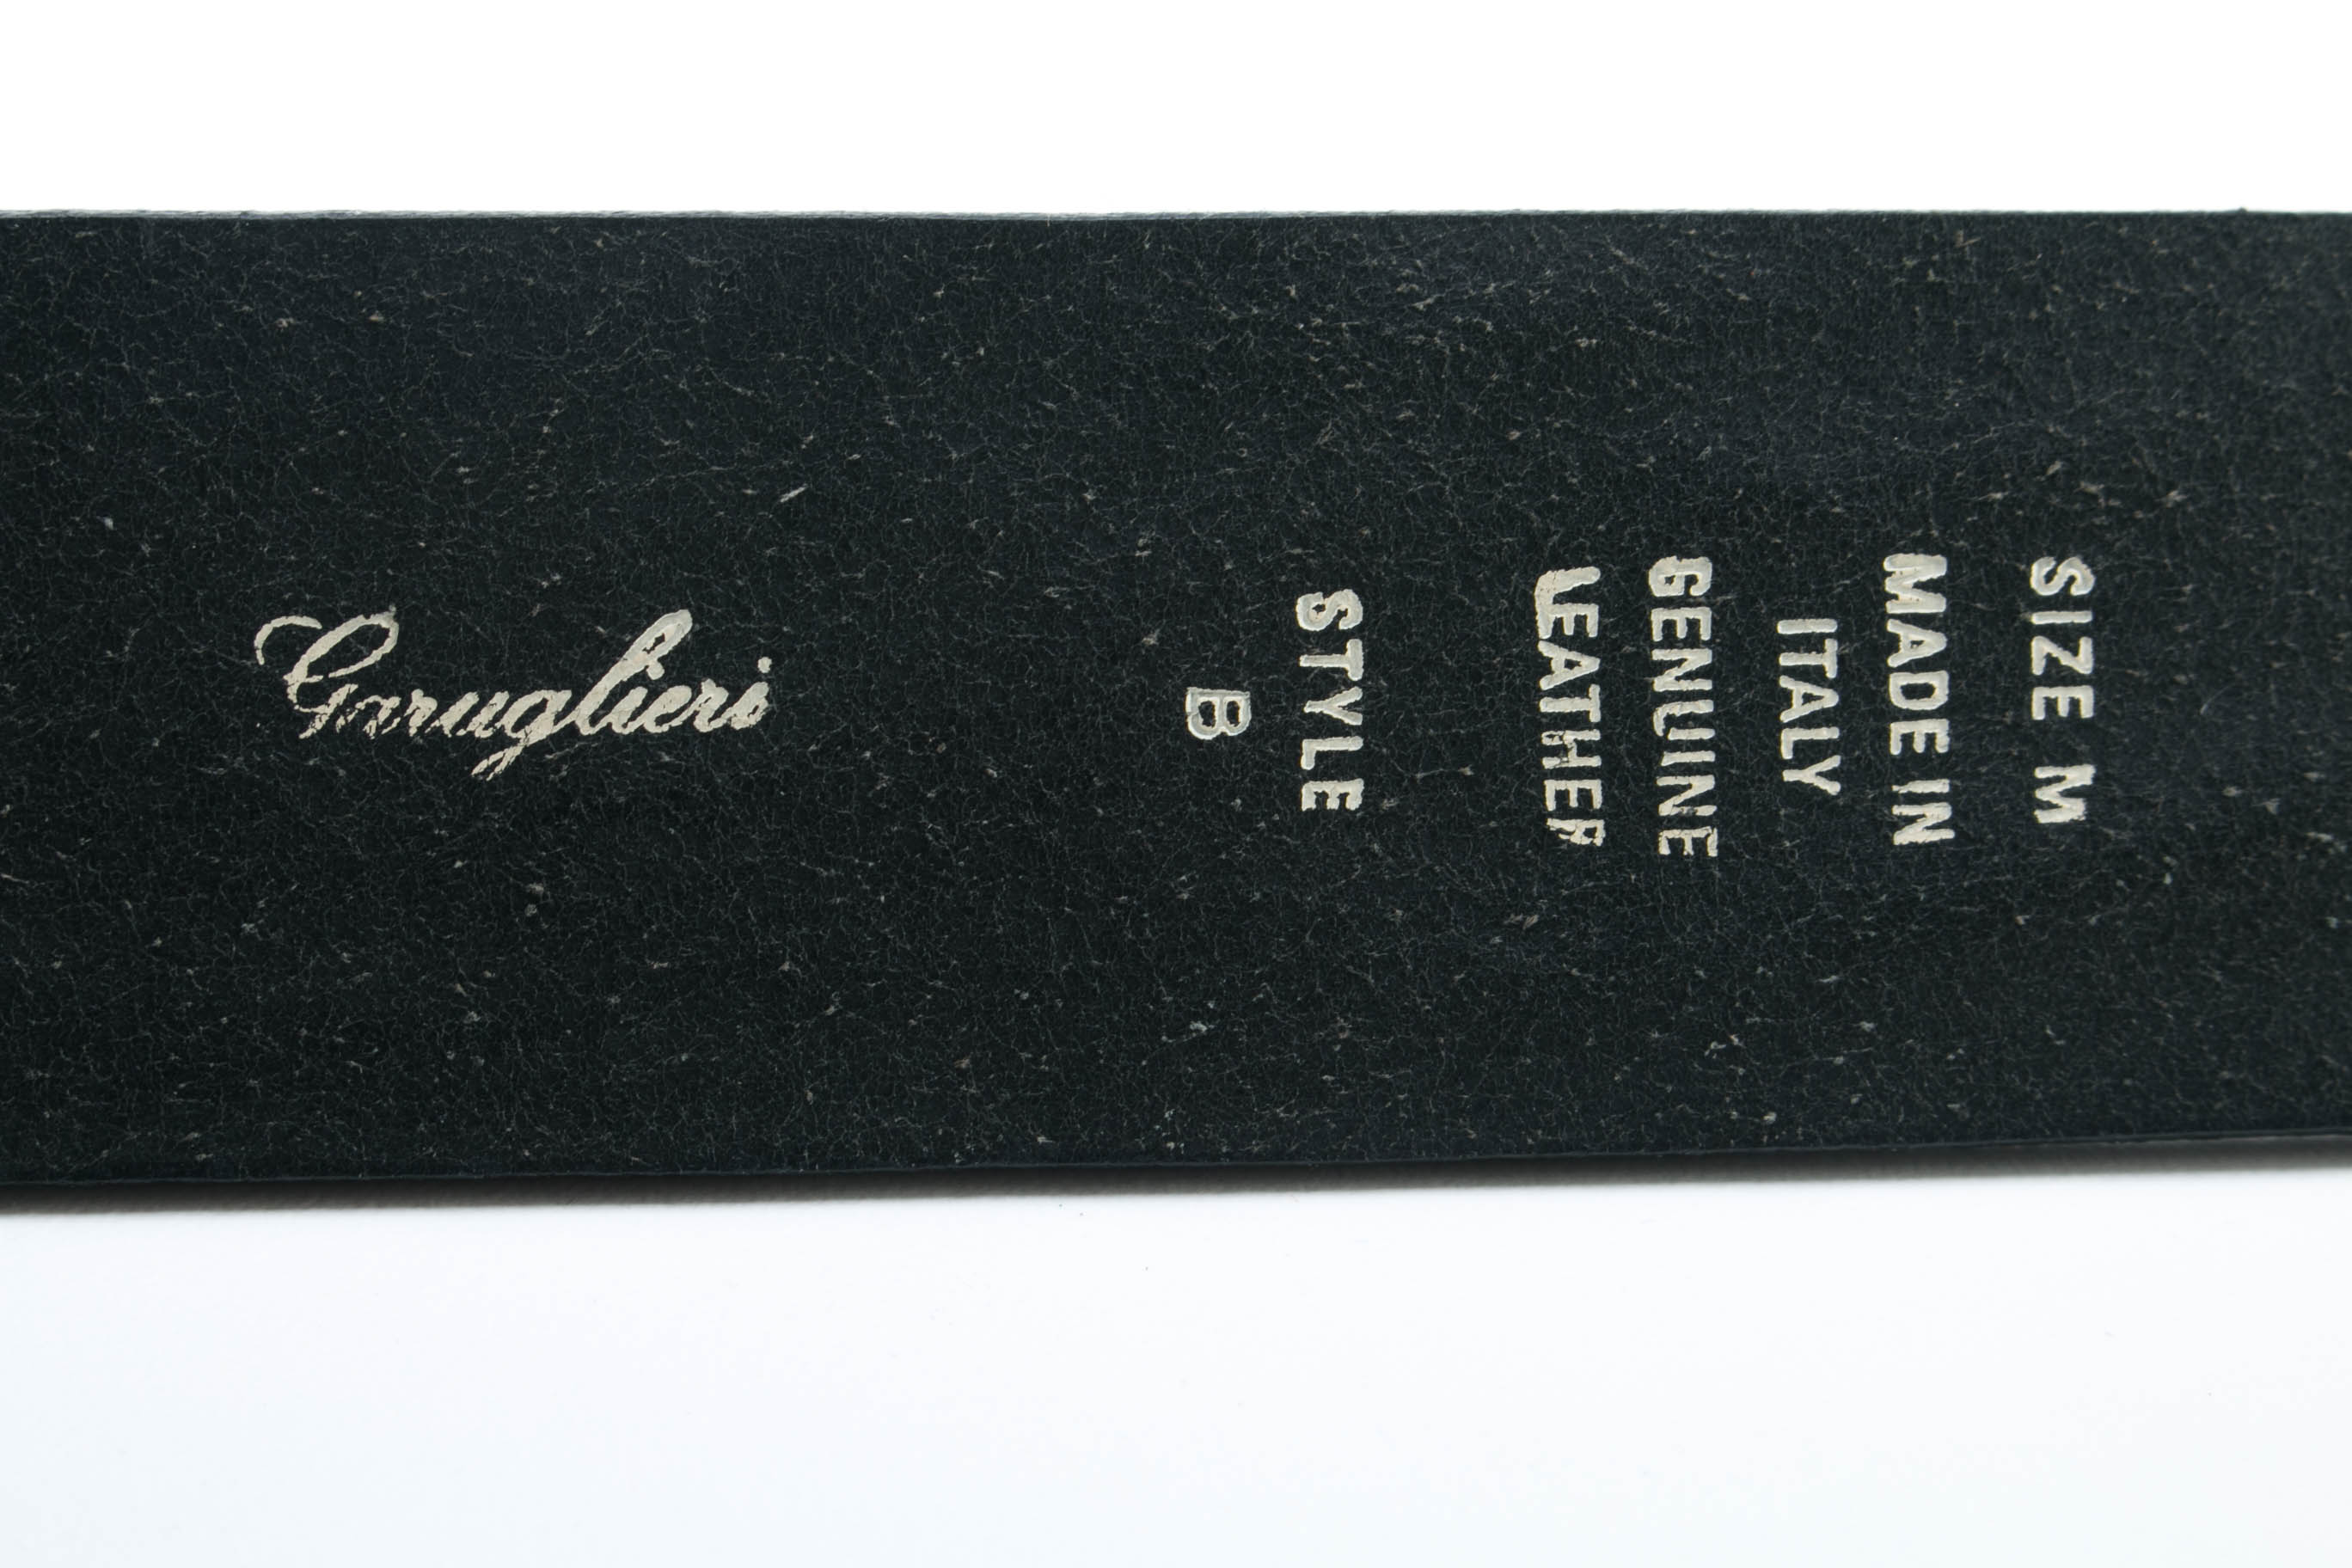 Garuglieri
SIZE M
MADE IN
ITALY
GENUINE
LEATHER
STYLE
B